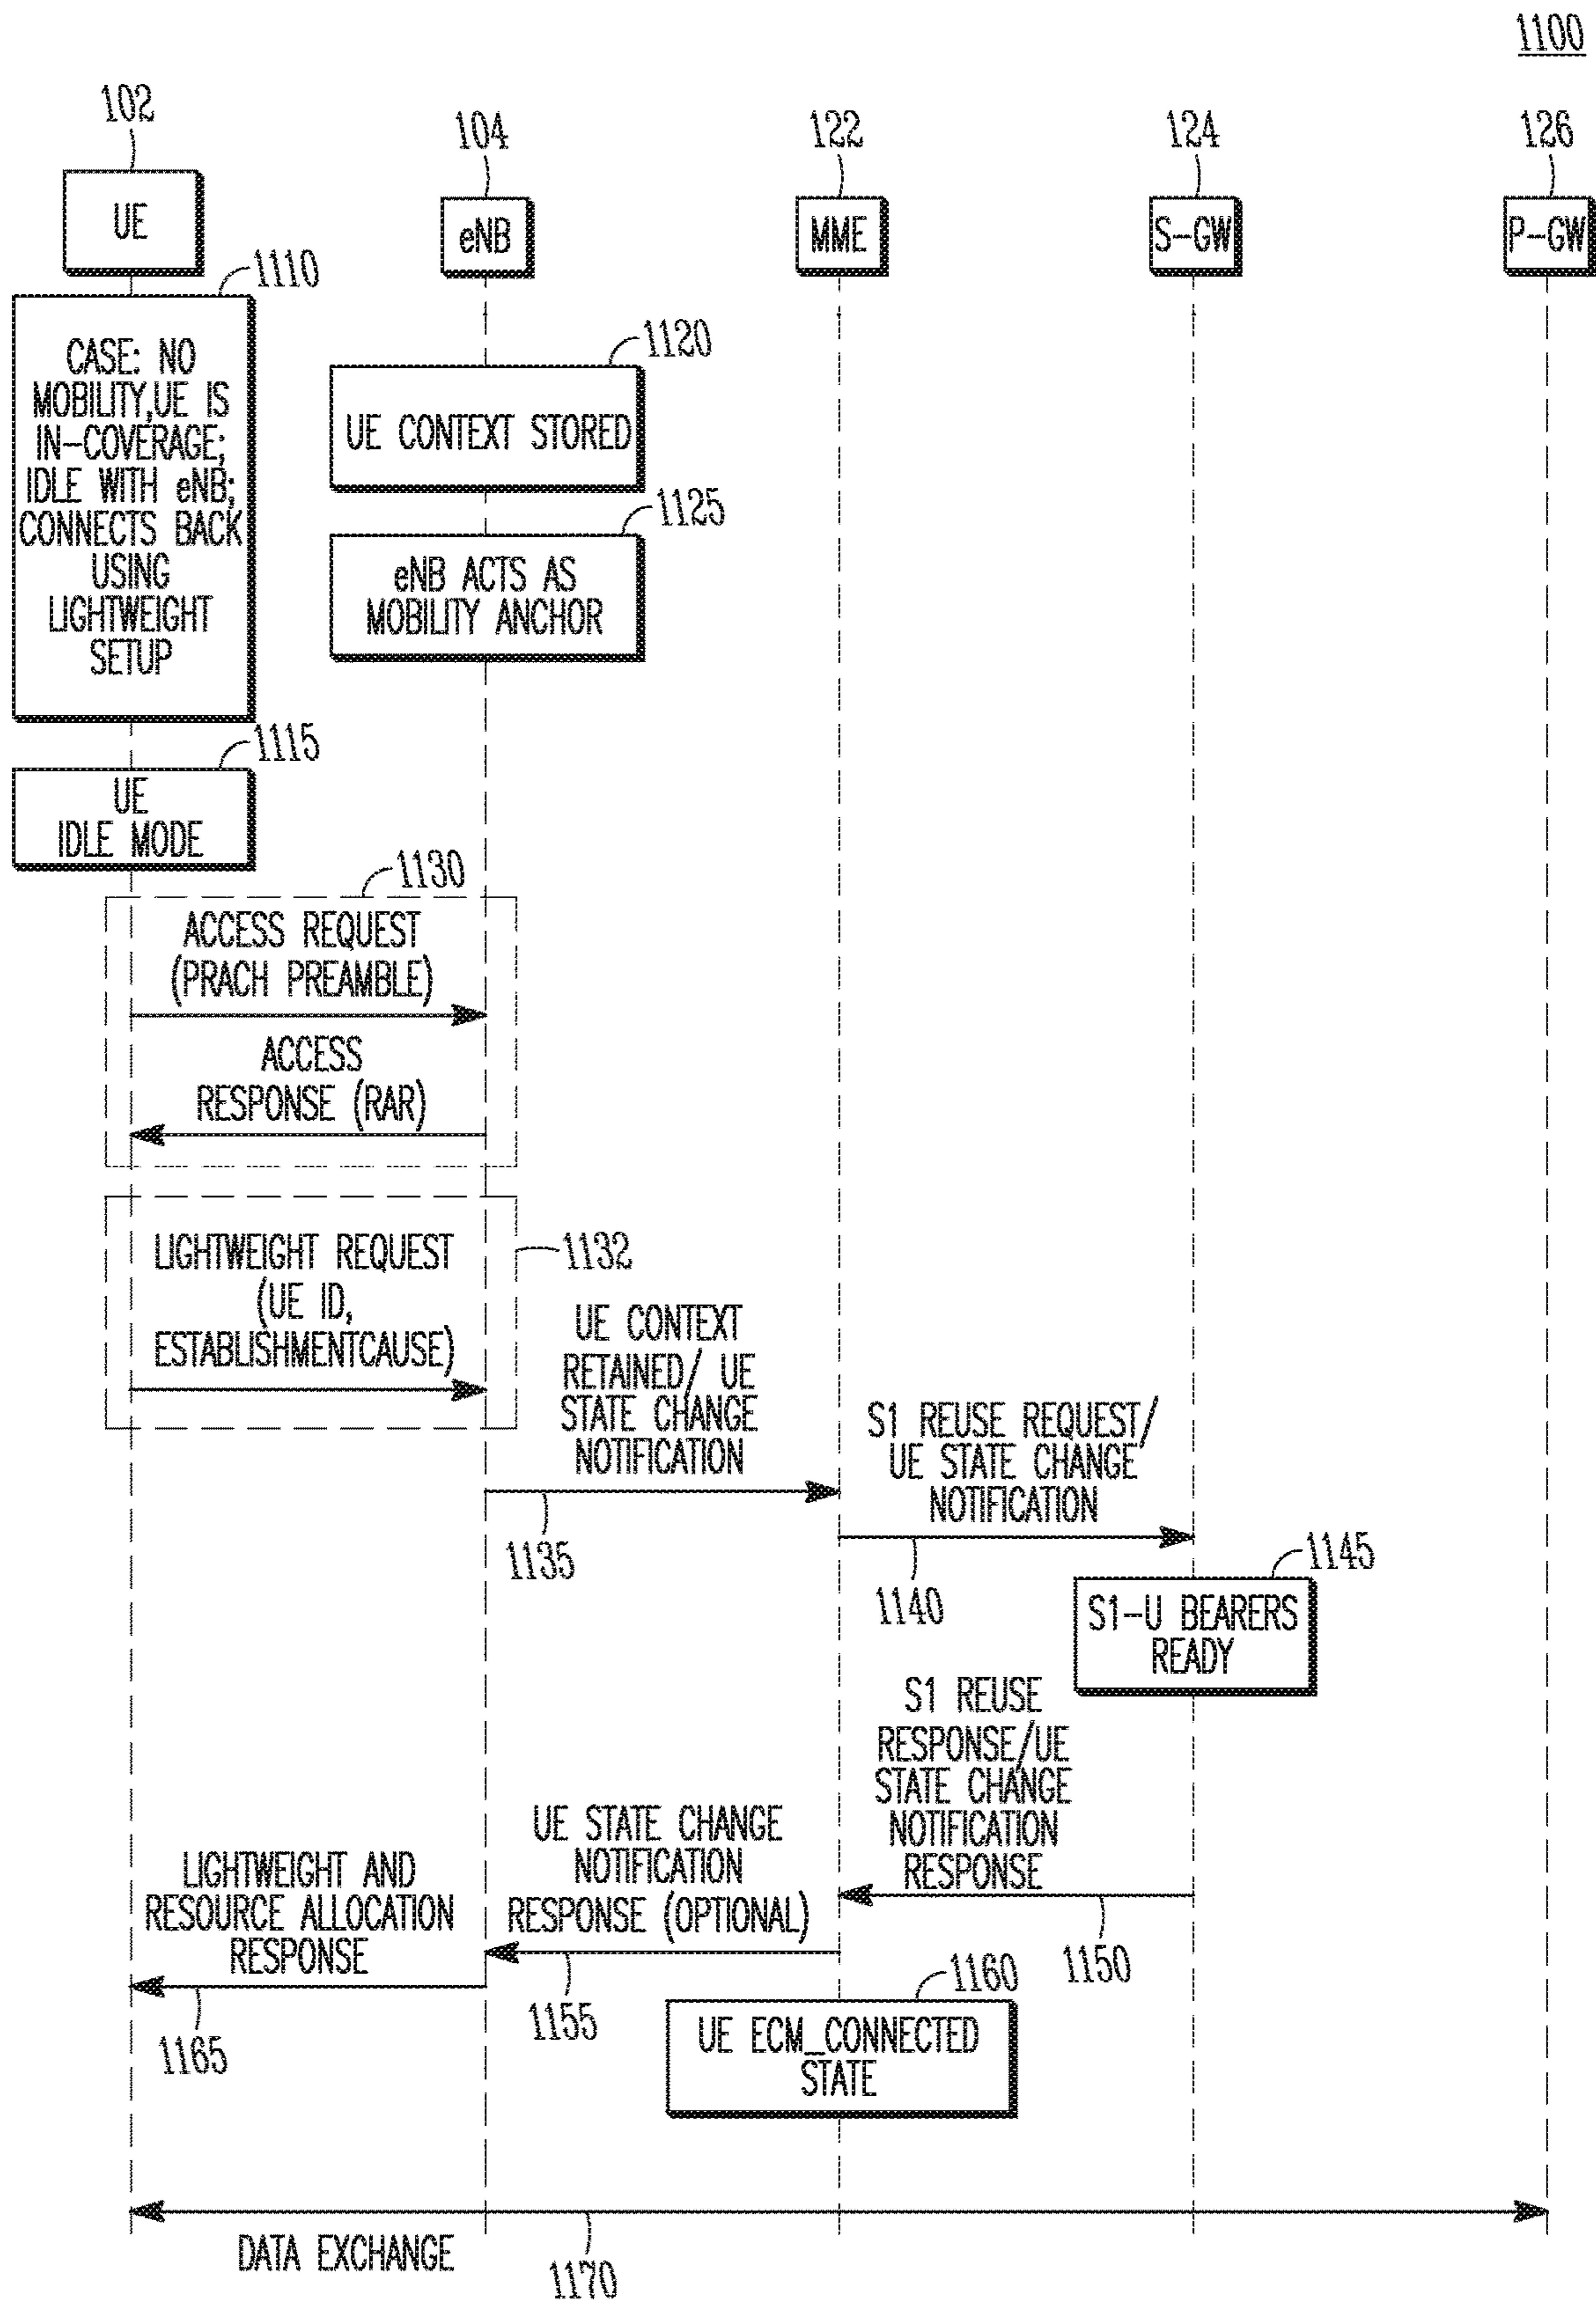 1100
102
104
122
124
126
UE
eNB
MME
S-GW
P-GW
1110
CASE: NO
MOBILITY,UE IS
IN-COVERAGE;
IDLE WITH eNB;
CONNECTS BACK
USING
LIGHTWEIGHT
SETUP
1120
UE CONTEXT STORED
1125
eNB ACTS AS
MOBILITY ANCHOR
1115
UE
IDLE MODE
1130
ACCESS REQUEST
(PRACH PREAMBLE)
ACCESS
RESPONSE (RAR)
1132
LIGHTWEIGHT REQUEST
(UE ID,
ESTABLISHMENTCAUSE)
UE CONTEXT
RETAINED/ UE
STATE CHANGE
NOTIFICATION
1135
S1 REUSE REQUEST/
UE STATE CHANGE
NOTIFICATION
1140
1145
S1-U BEARERS
READY
S1 REUSE
RESPONSE/UE
STATE CHANGE
NOTIFICATION
RESPONSE
1150
UE STATE CHANGE
NOTIFICATION
RESPONSE (OPTIONAL)
1155
LIGHTWEIGHT AND
RESOURCE ALLOCATION
RESPONSE
1165
1160
UE ECM_CONNECTED
STATE
DATA EXCHANGE
1170